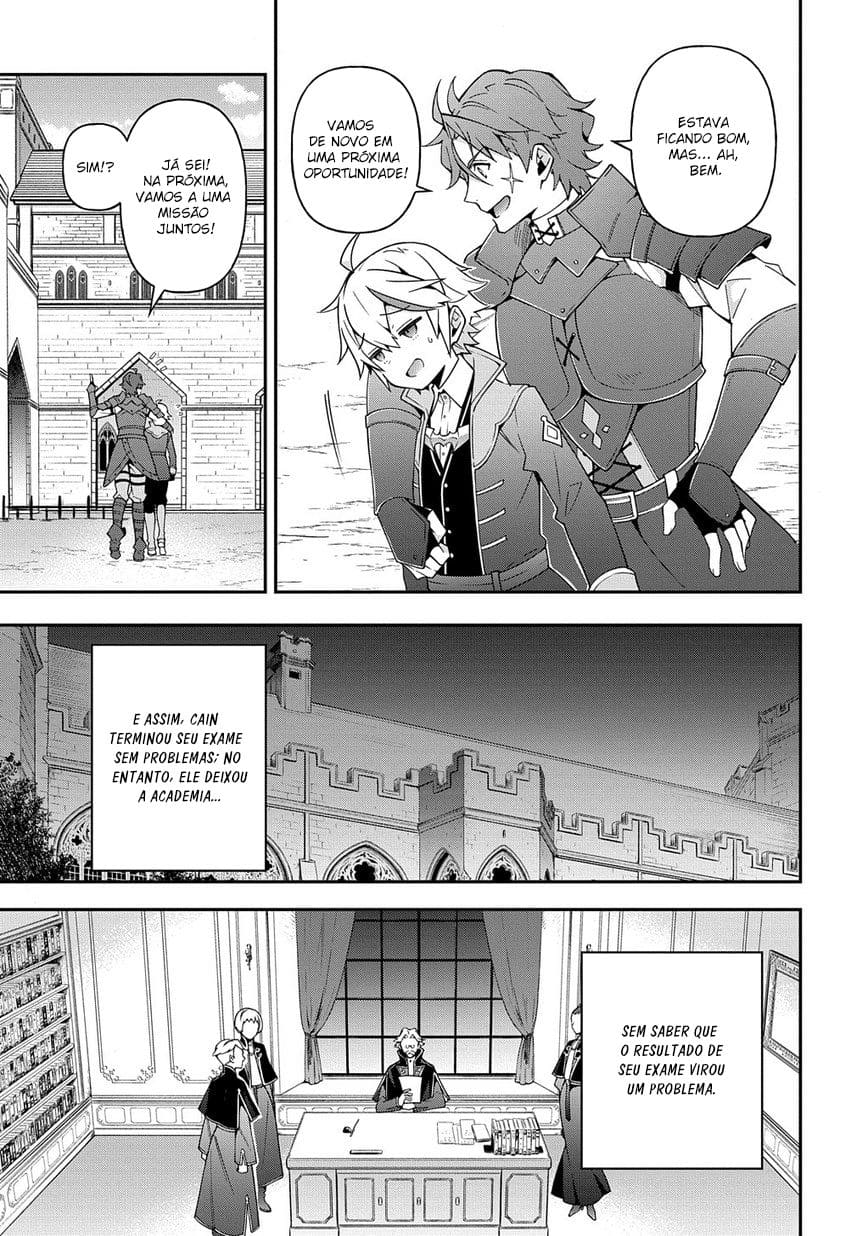 ESTAVA
FICANDO BOM,
MAS... AH,
BEM.
VAMOS
DE NOVO EM
UMA PRÓXIMA
OPORTUNIDADE!
JÁ SEI!
NA PRÓXIMA,
VAMOS A UMA
MISSÃO
JUNTOS!
SIM!?
E ASSIM, CAIN
TERMINOU SEU EXAME
SEM PROBLEMAS; NO
ENTANTO, ELE DEIXOU
A ACADEMIA...
SEM SABER QUE
O RESULTADO DE
SEU EXAME VIROU
UM PROBLEMA.